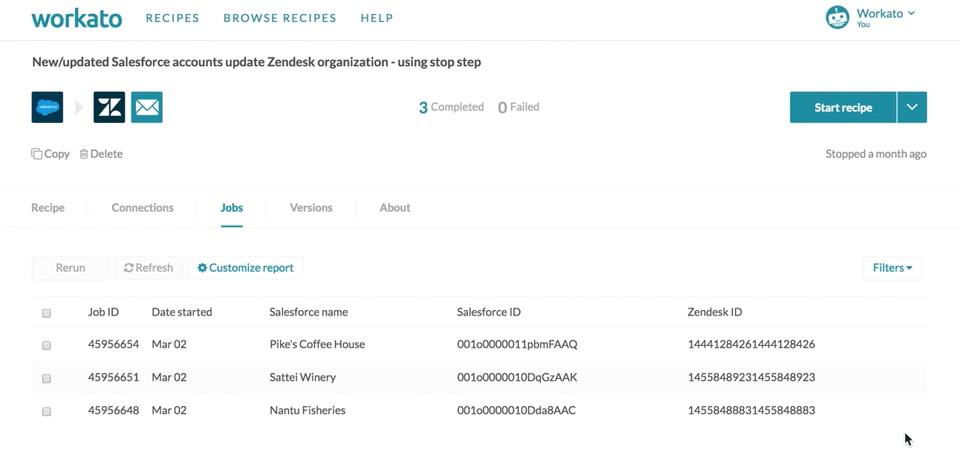 workato RECIPES BROWSE RECIPES HELP Workato
You
New/updated Salesforce accounts update Zendesk organization - using stop step
salesforce 3 Completed 0 Failed Start recipe
Copy Delete Stopped a month ago
Recipe Connections Jobs Versions About
Rerun Refresh Customize report Filters
Job ID Date started Salesforce name Salesforce ID Zendesk ID
45956654 Mar 02 Pike's Coffee House 001o0000011pbmFAAQ 14441284261444128426
45956651 Mar 02 Sattei Winery 001o0000010DqGzAAK 14558489231455848923
45956648 Mar 02 Nantu Fisheries 001o0000010Dda8AAC 14558488831455848883